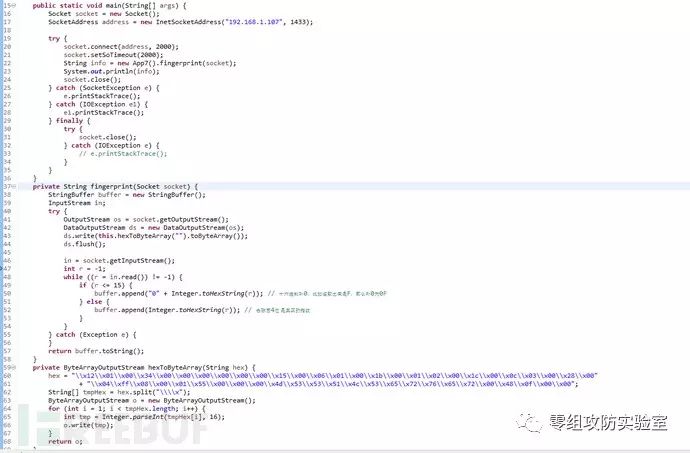 15 public static void main(String[] args) {
16 Socket socket = new Socket();
17 SocketAddress address = new InetSocketAddress("192.168.1.107", 1433);
18
19 try {
20 socket.connect(address, 2000);
21 socket.setSoTimeout(2000);
22 String info = new App7().fingerprint(socket);
23 System.out.println(info);
24 socket.close();
25 } catch (SocketException e) {
26 e.printStackTrace();
27 } catch (IOException e1) {
28 e1.printStackTrace();
29 } finally {
30 try {
31 socket.close();
32 } catch (IOException e) {
33 // e.printStackTrace();
34 }
35 }
36 }
37 private String fingerprint(Socket socket) {
38 StringBuffer buffer = new StringBuffer();
39 InputStream in;
40 try {
41 OutputStream os = socket.getOutputStream();
42 DataOutputStream ds = new DataOutputStream(os);
43 ds.write(this.hexToByteArray("").toByteArray());
44 ds.flush();
45
46 in = socket.getInputStream();
47 int r = -1;
48 while ((r = in.read()) != -1) {
49 if (r <= 15) {
50 buffer.append("0" + Integer.toHexString(r)); //
51 } else {
52 buffer.append(Integer.toHexString(r)); //
53 }
54 }
55 } catch (Exception e) {
56 }
57 return buffer.toString();
58 }
59 private ByteArrayOutputStream hexToByteArray(String hex) {
60 hex = "\\x12\\x01\\x00\\x34\\x00\\x00\\x00\\x00\\x00\\x00\\x15\\x00\\x06\\x01\\x00\\x1b\\x00\\x01\\x02\\x00\\x1c\\x00\\x0c\\x03\\x00\\x28\\x00"
61 + "\\x04\\xff\\x08\\x00\\x01\\x55\\x00\\x00\\x00\\x4d\\x53\\x53\\x51\\x4c\\x53\\x65\\x72\\x76\\x65\\x72\\x00\\x48\\x0f\\x00\\x00";
62 String[] tmpHex = hex.split("\\\\x");
63 ByteArrayOutputStream o = new ByteArrayOutputStream();
64 for (int i = 1; i < tmpHex.length; i++) {
65 int tmp = Integer.parseInt(tmpHex[i], 16);
66 o.write(tmp);
67 }
68 return o;
FREEBUF
零组攻防实验室